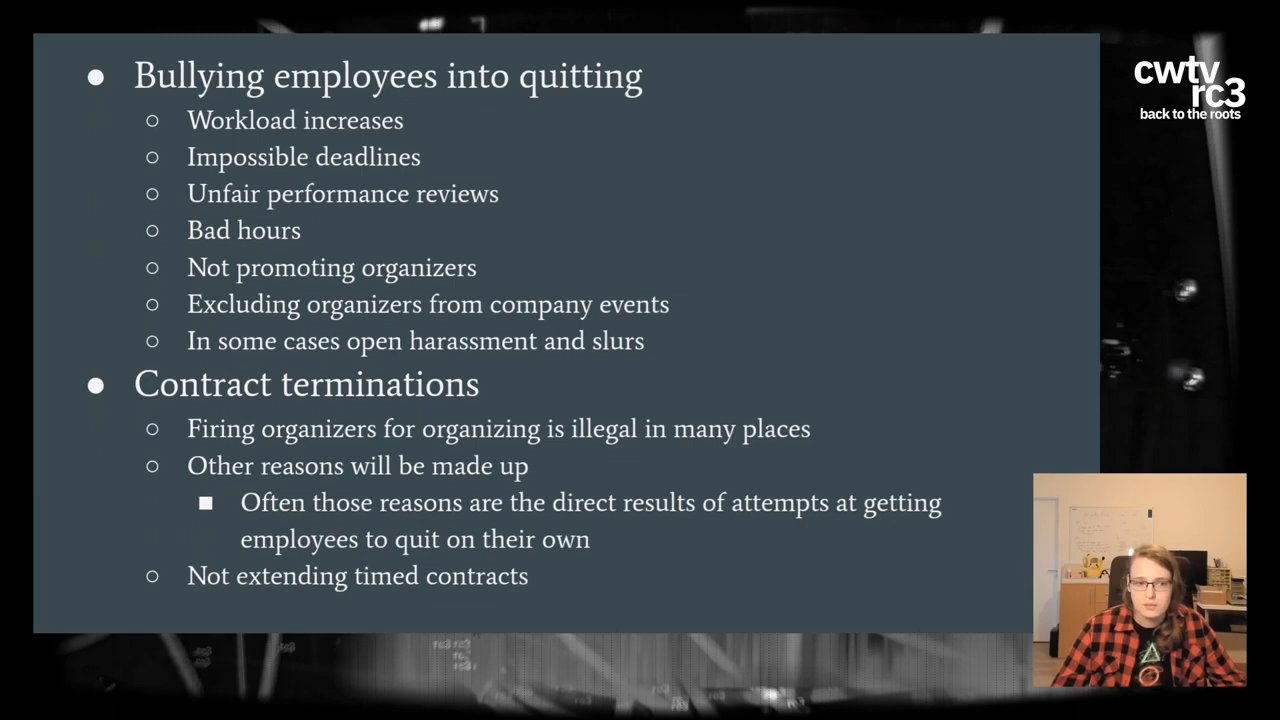 Bullying employees into quitting
Workload increases
Impossible deadlines
Unfair performance reviews
Bad hours
Not promoting organizers
Excluding organizers from company events
In some cases open harassment and slurs
Contract terminations
Firing organizers for organizing is illegal in many places
Other reasons will be made up
Often those reasons are the direct results of attempts at getting
employees to quit on their own
Not extending timed contracts
cwtv
rc3
back to the roots
rc3 rc3